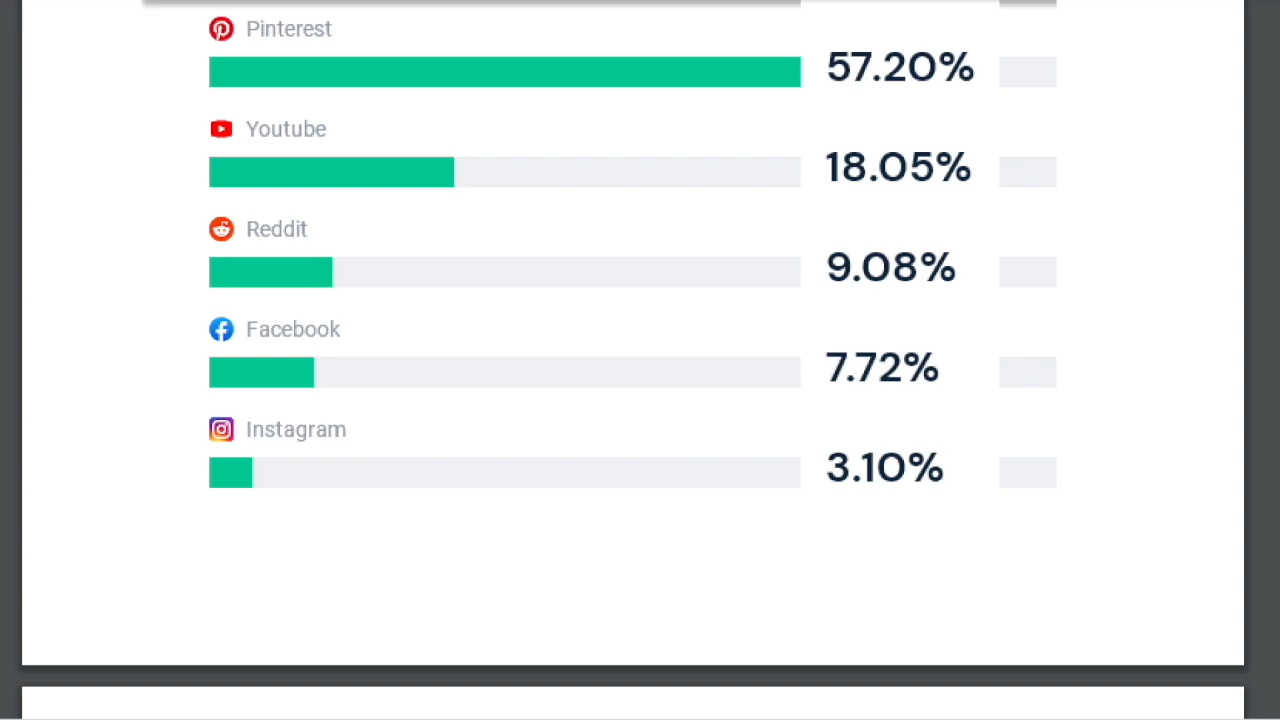 Pinterest
57.20%
Youtube
18.05%
Reddit
9.08%
Facebook
7.72%
Instagram
3.10%